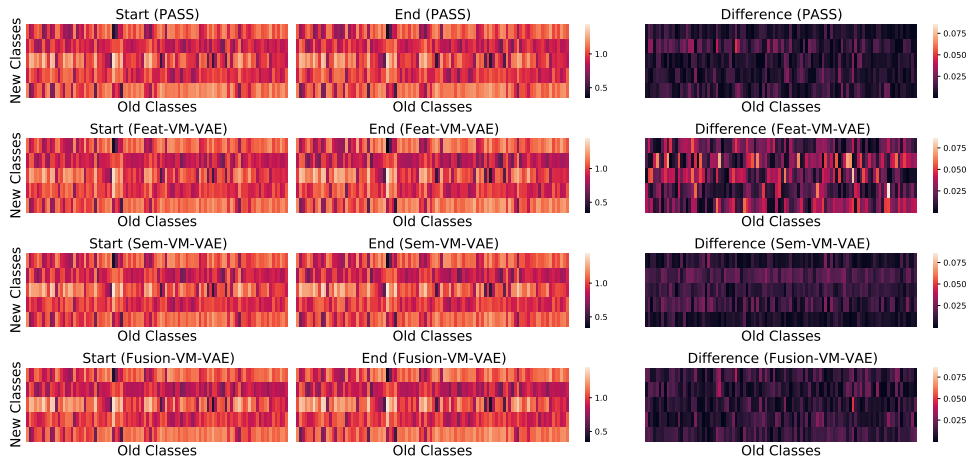 Start (PASS) End (PASS) Difference (PASS)
New Classes
1.0
0.5
0.075
0.050
0.025
Old Classes Old Classes Old Classes
Start (Feat-VM-VAE) End (Feat-VM-VAE) Difference (Feat-VM-VAE)
New Classes
1.0
0.5
0.075
0.050
0.025
Old Classes Old Classes Old Classes
Start (Sem-VM-VAE) End (Sem-VM-VAE) Difference (Sem-VM-VAE)
New Classes
1.0
0.5
0.075
0.050
0.025
Old Classes Old Classes Old Classes
Start (Fusion-VM-VAE) End (Fusion-VM-VAE) Difference (Fusion-VM-VAE)
New Classes
1.0
0.5
0.075
0.050
0.025
Old Classes Old Classes Old Classes